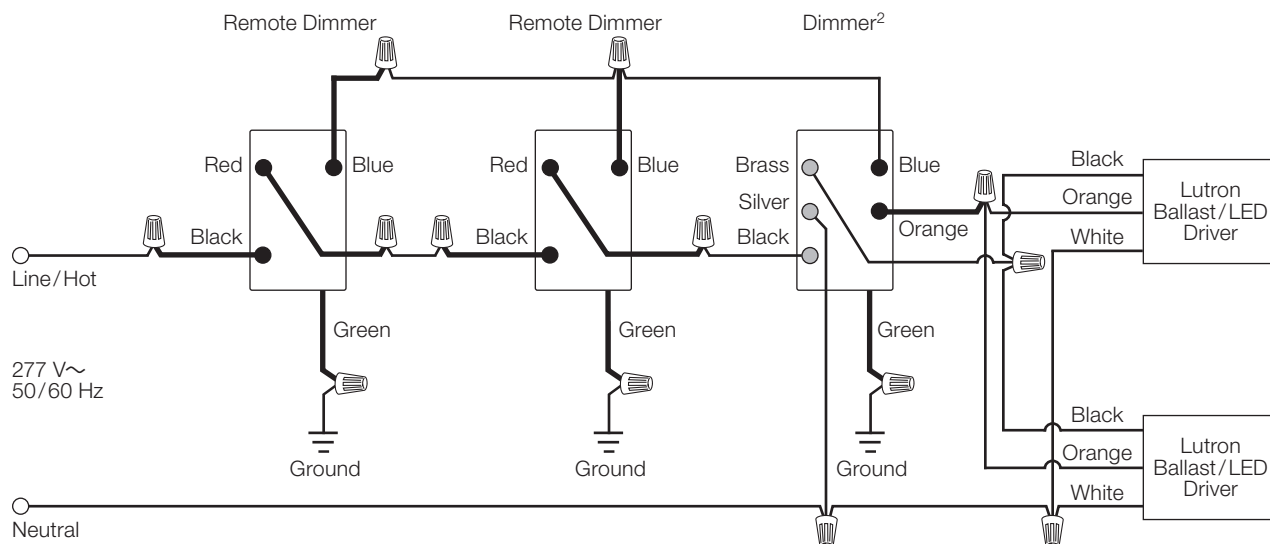 Remote Dimmer
Remote Dimmer
Dimmer²
Red
Blue
Red
Blue
Brass
Blue
Black
Lutron
Ballast/LED
Driver
Silver
Orange
Orange
Black
Black
Black
White
Line/Hot
Green
Green
Green
277 V~
50/60 Hz
Ground
Ground
Ground
Black
Orange
White
Lutron
Ballast/LED
Driver
Neutral